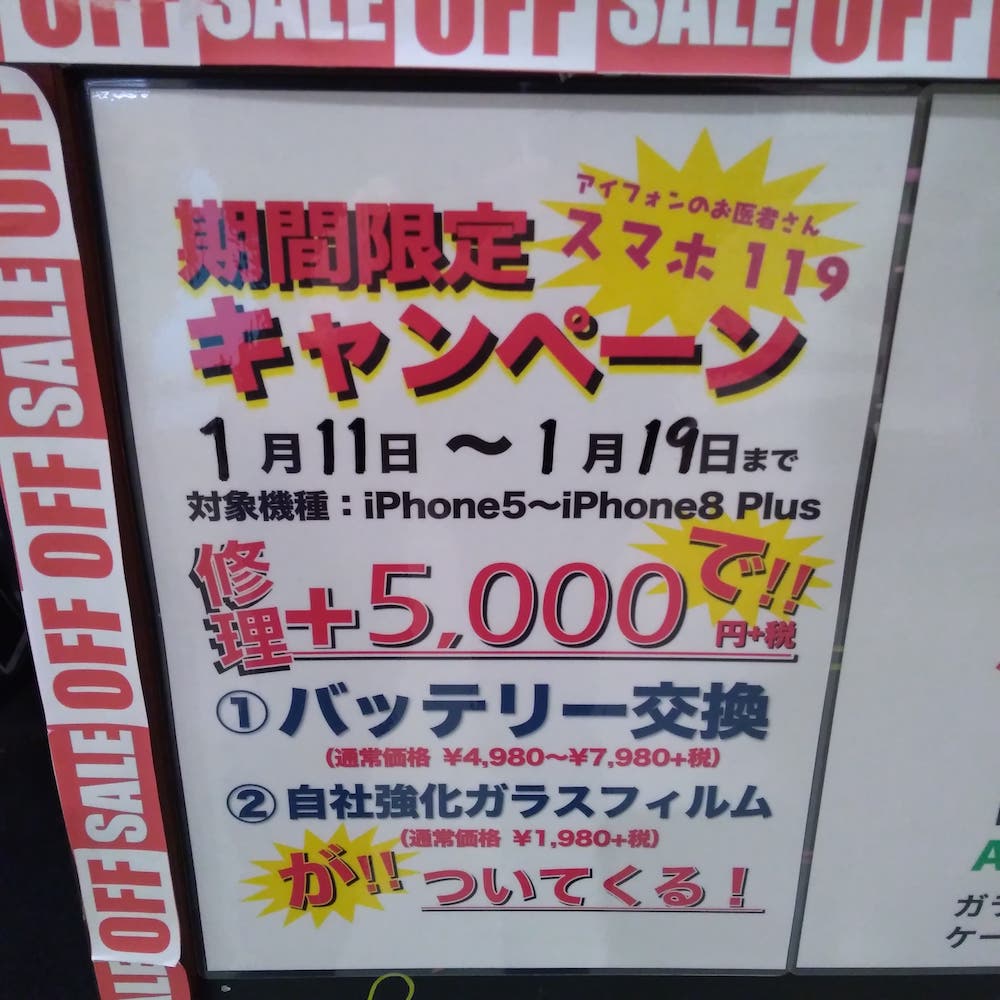 OFF SALE OFF SALE OFF
SALE OFF
OFF OFF
SALE
OFF
SALE
アイフォンのお医者さん
スマホ119
期間限定
キャンペーン
1月11日~1月19日まで
対象機種:iPhone5~iPhone8 Plus
修理+5,000円+税で!!
①バッテリー交換
(通常価格 ¥4,980~¥7,980+税)
②自社強化ガラスフィルム
(通常価格 ¥1,980+税)
が!!ついてくる!
ガラ
ケー